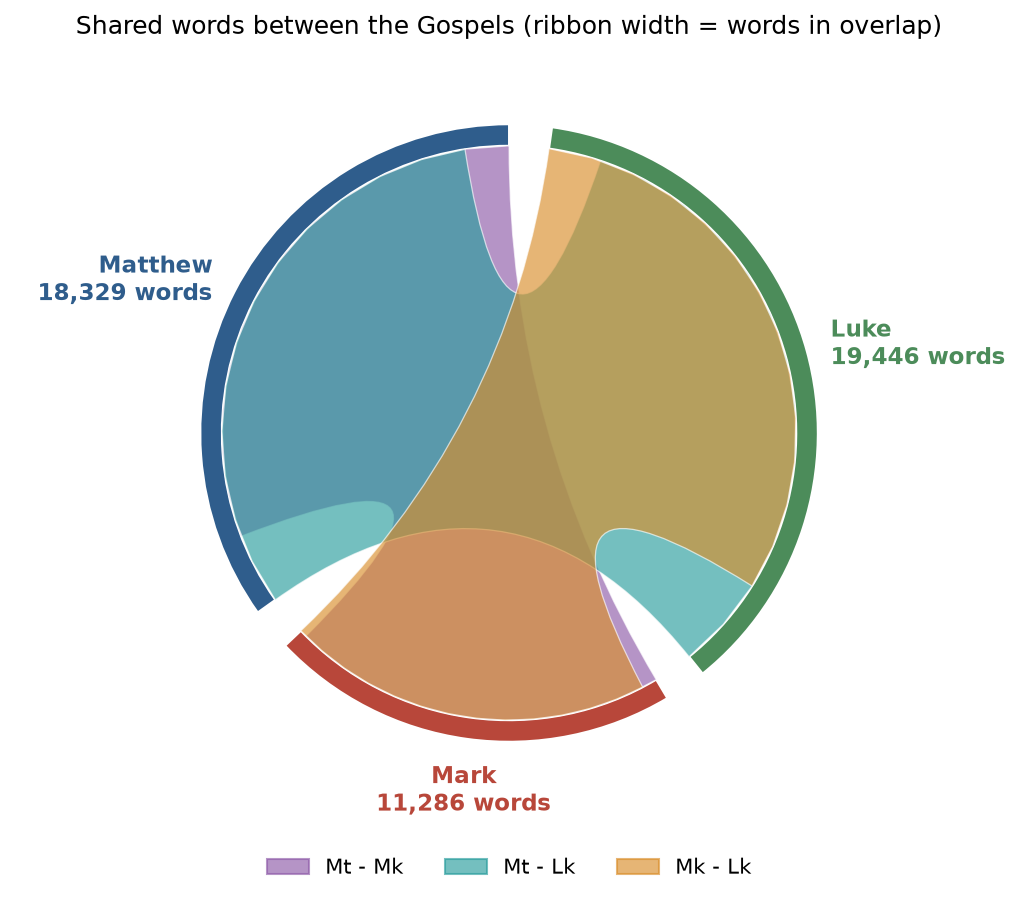 Shared words between the Gospels (ribbon width = words in overlap)
Matthew
18,329 words
Luke
19,446 words
Mark
11,286 words
Mt - Mk
Mt - Lk
Mk - Lk